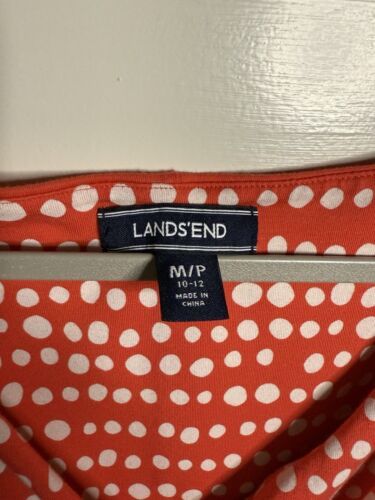 LANDS'END
M/P
10-12
MADE IN
CHINA